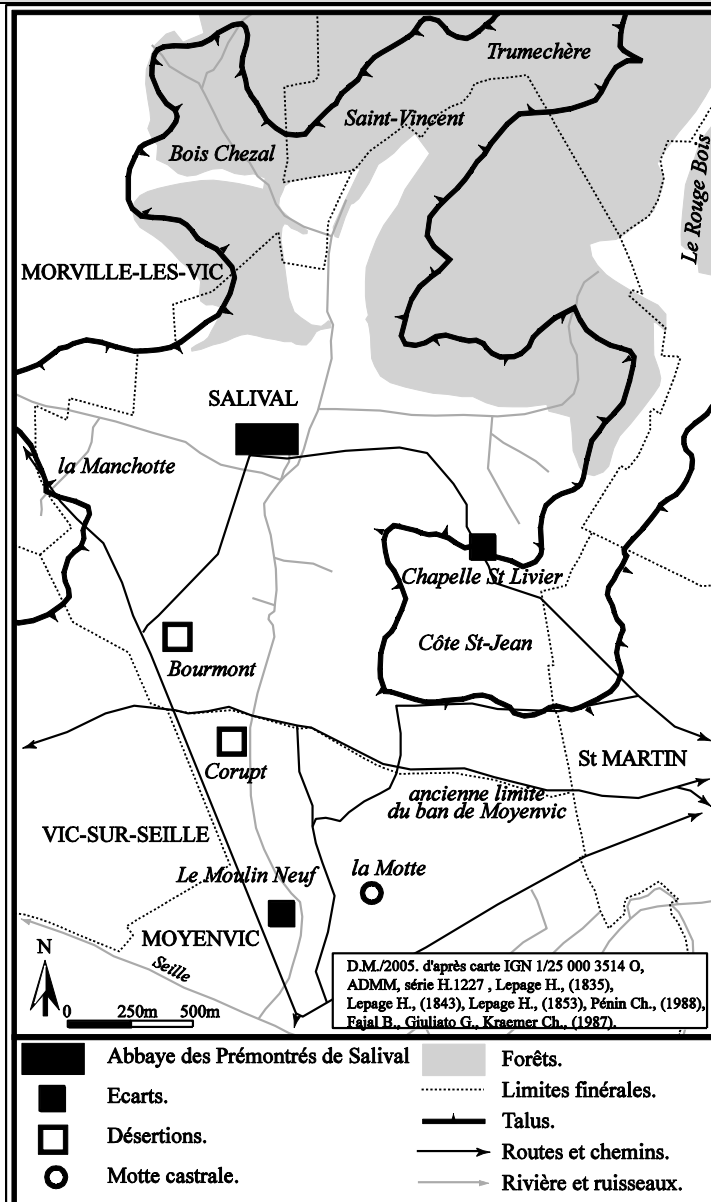 Trumechère
Saint-Vincent
Bois Chezal
Le Rouge Bois
MORVILLE-LES-VIC
SALIVAL
la Manchotte
Chapelle St Livier
Côte St-Jean
Bourmont
Corupt
St MARTIN
ancienne limite
du ban de Moyenvic
VIC-SUR-SEILLE
Le Moulin Neuf
la Motte
MOYENVIC
Seille
N
0 250m 500m
D.M./2005. d'après carte IGN 1/25 000 3514 O,
ADMM, série H.1227 , Lepage H., (1835),
Lepage H., (1843), Lepage H., (1853), Pénin Ch., (1988),
Fajal B., Giuliato G., Kraemer Ch., (1987).
Abbaye des Prémontrés de Salival
Ecarts.
Désertions.
Motte castrale.
Forêts.
Limites finérales.
Talus.
Routes et chemins.
Rivière et ruisseaux.